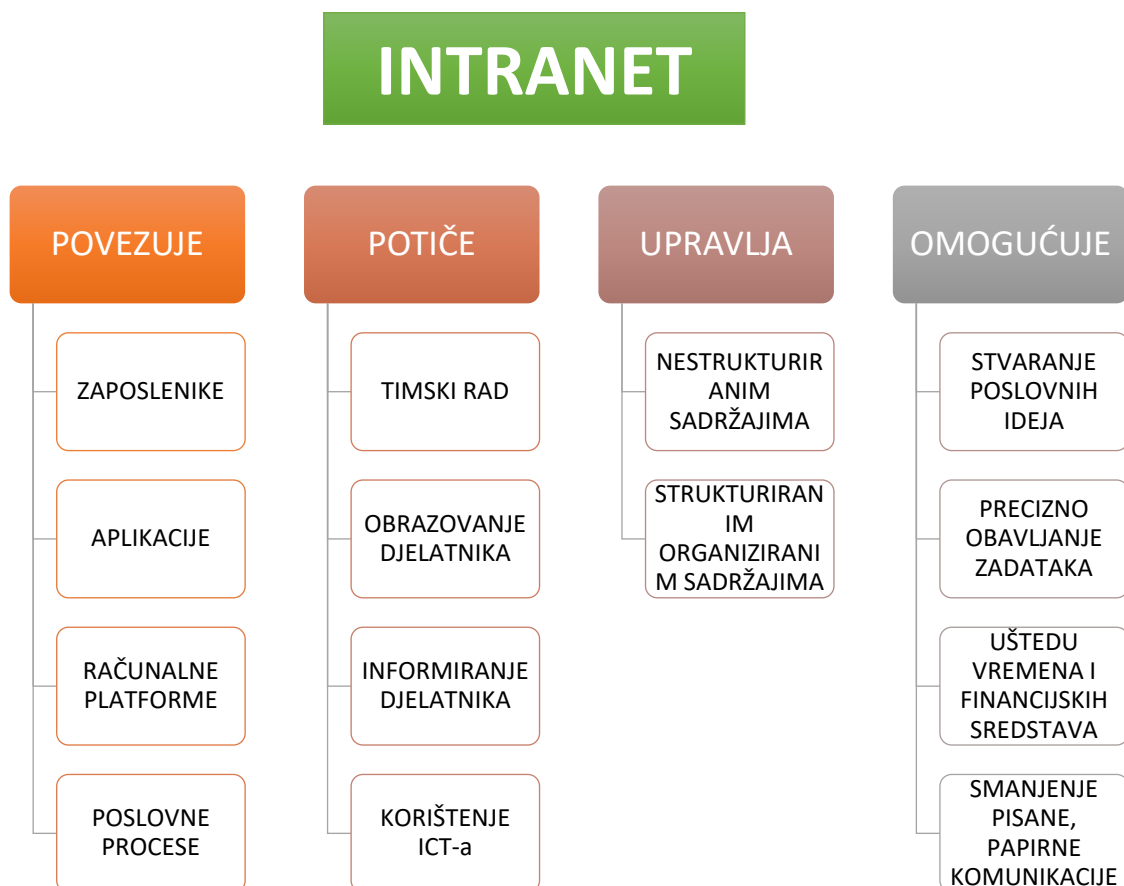 INTRANET
POVEZUJE
ZAPOSLENIKE
APLIKACIJE
RAČUNALNE
PLATFORME
POSLOVNE
PROCESE
POTIČE
TIMSKI RAD
OBRAZOVANJE
DJELATNIKA
INFORMIRANJE
DJELATNIKA
KORIŠTENJE
ICT-a
UPRAVLJA
NESTRUKTURIR
ANIM
SADRŽAJIMA
STRUKTURIRAN
IM
ORGANIZIRANI
M SADRŽAJIMA
OMOGUĆUJE
STVARANJE
POSLOVNIH
IDEJA
PRECIZNO
OBAVLJANJE
ZADATAKA
UŠTEDU
VREMENA I
FINANCIJSKIH
SREDSTAVA
SMANJENJE
PISANE,
PAPIRNE
KOMUNIKACIJE